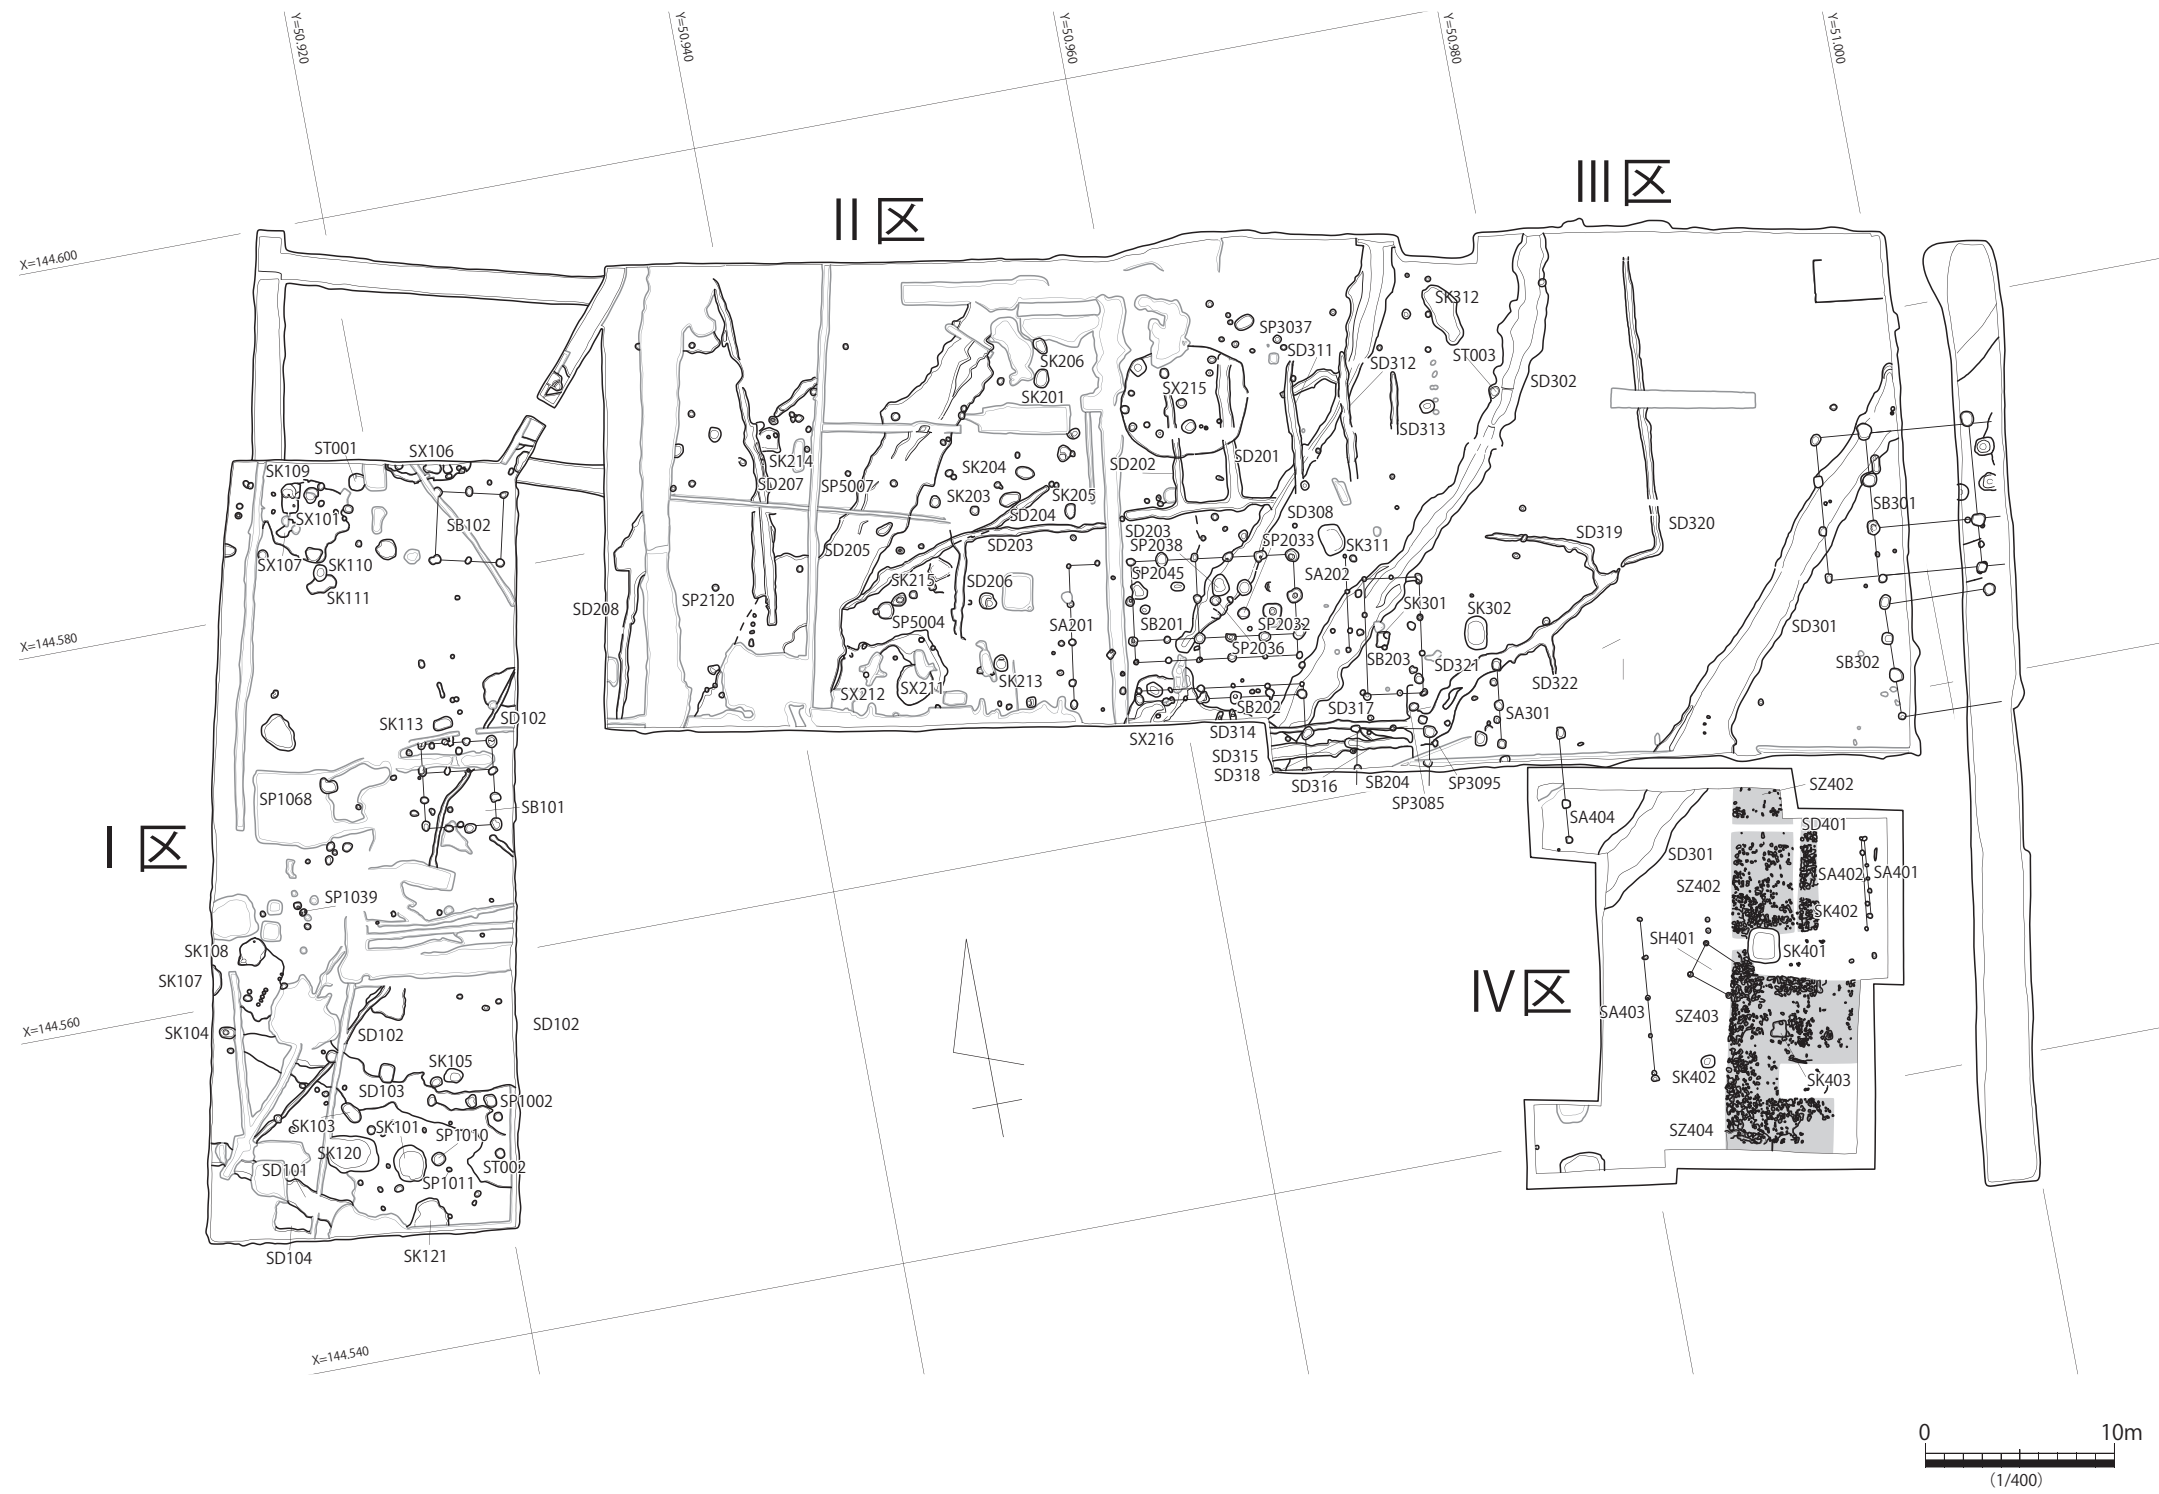 Y=50.920
Y=50.940
Y=50.960
Y=50.980
Y=51.000
X=144.600
X=144.580
X=144.560
X=144.540
Ⅰ区
Ⅱ区
Ⅲ区
Ⅳ区
ST001
SX106
SK109
SX101
SB102
SX107
SK110
SK111
SK113
SD102
SP1068
SB101
SP1039
SK108
SK107
SK104
SD102
SD102
SK105
SD103
SP1002
SK103
SK101
SP1010
SK120
SD101
ST002
SP1011
SD104
SK121
SK206
SK201
SK214
SD207
SP5007
SK204
SK203
SK205
SD204
SD205
SD203
SD208
SP2120
SK215
SD206
SP5004
SA201
SX212
SX211
SK213
SX215
SD202
SD201
SD203
SP2038
SP2045
SB201
SP2033
SP2032
SP2036
SB202
SX216
SD314
SD315
SD318
SD316
SB204
SP3085
SP3095
SP3037
SD311
SD312
SD313
SK312
ST003
SD302
SD308
SK311
SA202
SK301
SK302
SB203
SD321
SD317
SD322
SA301
SD319
SD320
SB301
SD301
SB302
SZ402
SA404
SD401
SD301
SZ402
SA402
SA401
SK402
SH401
SK401
SA403
SZ403
SK402
SK403
SZ404
0
10m
(1/400)